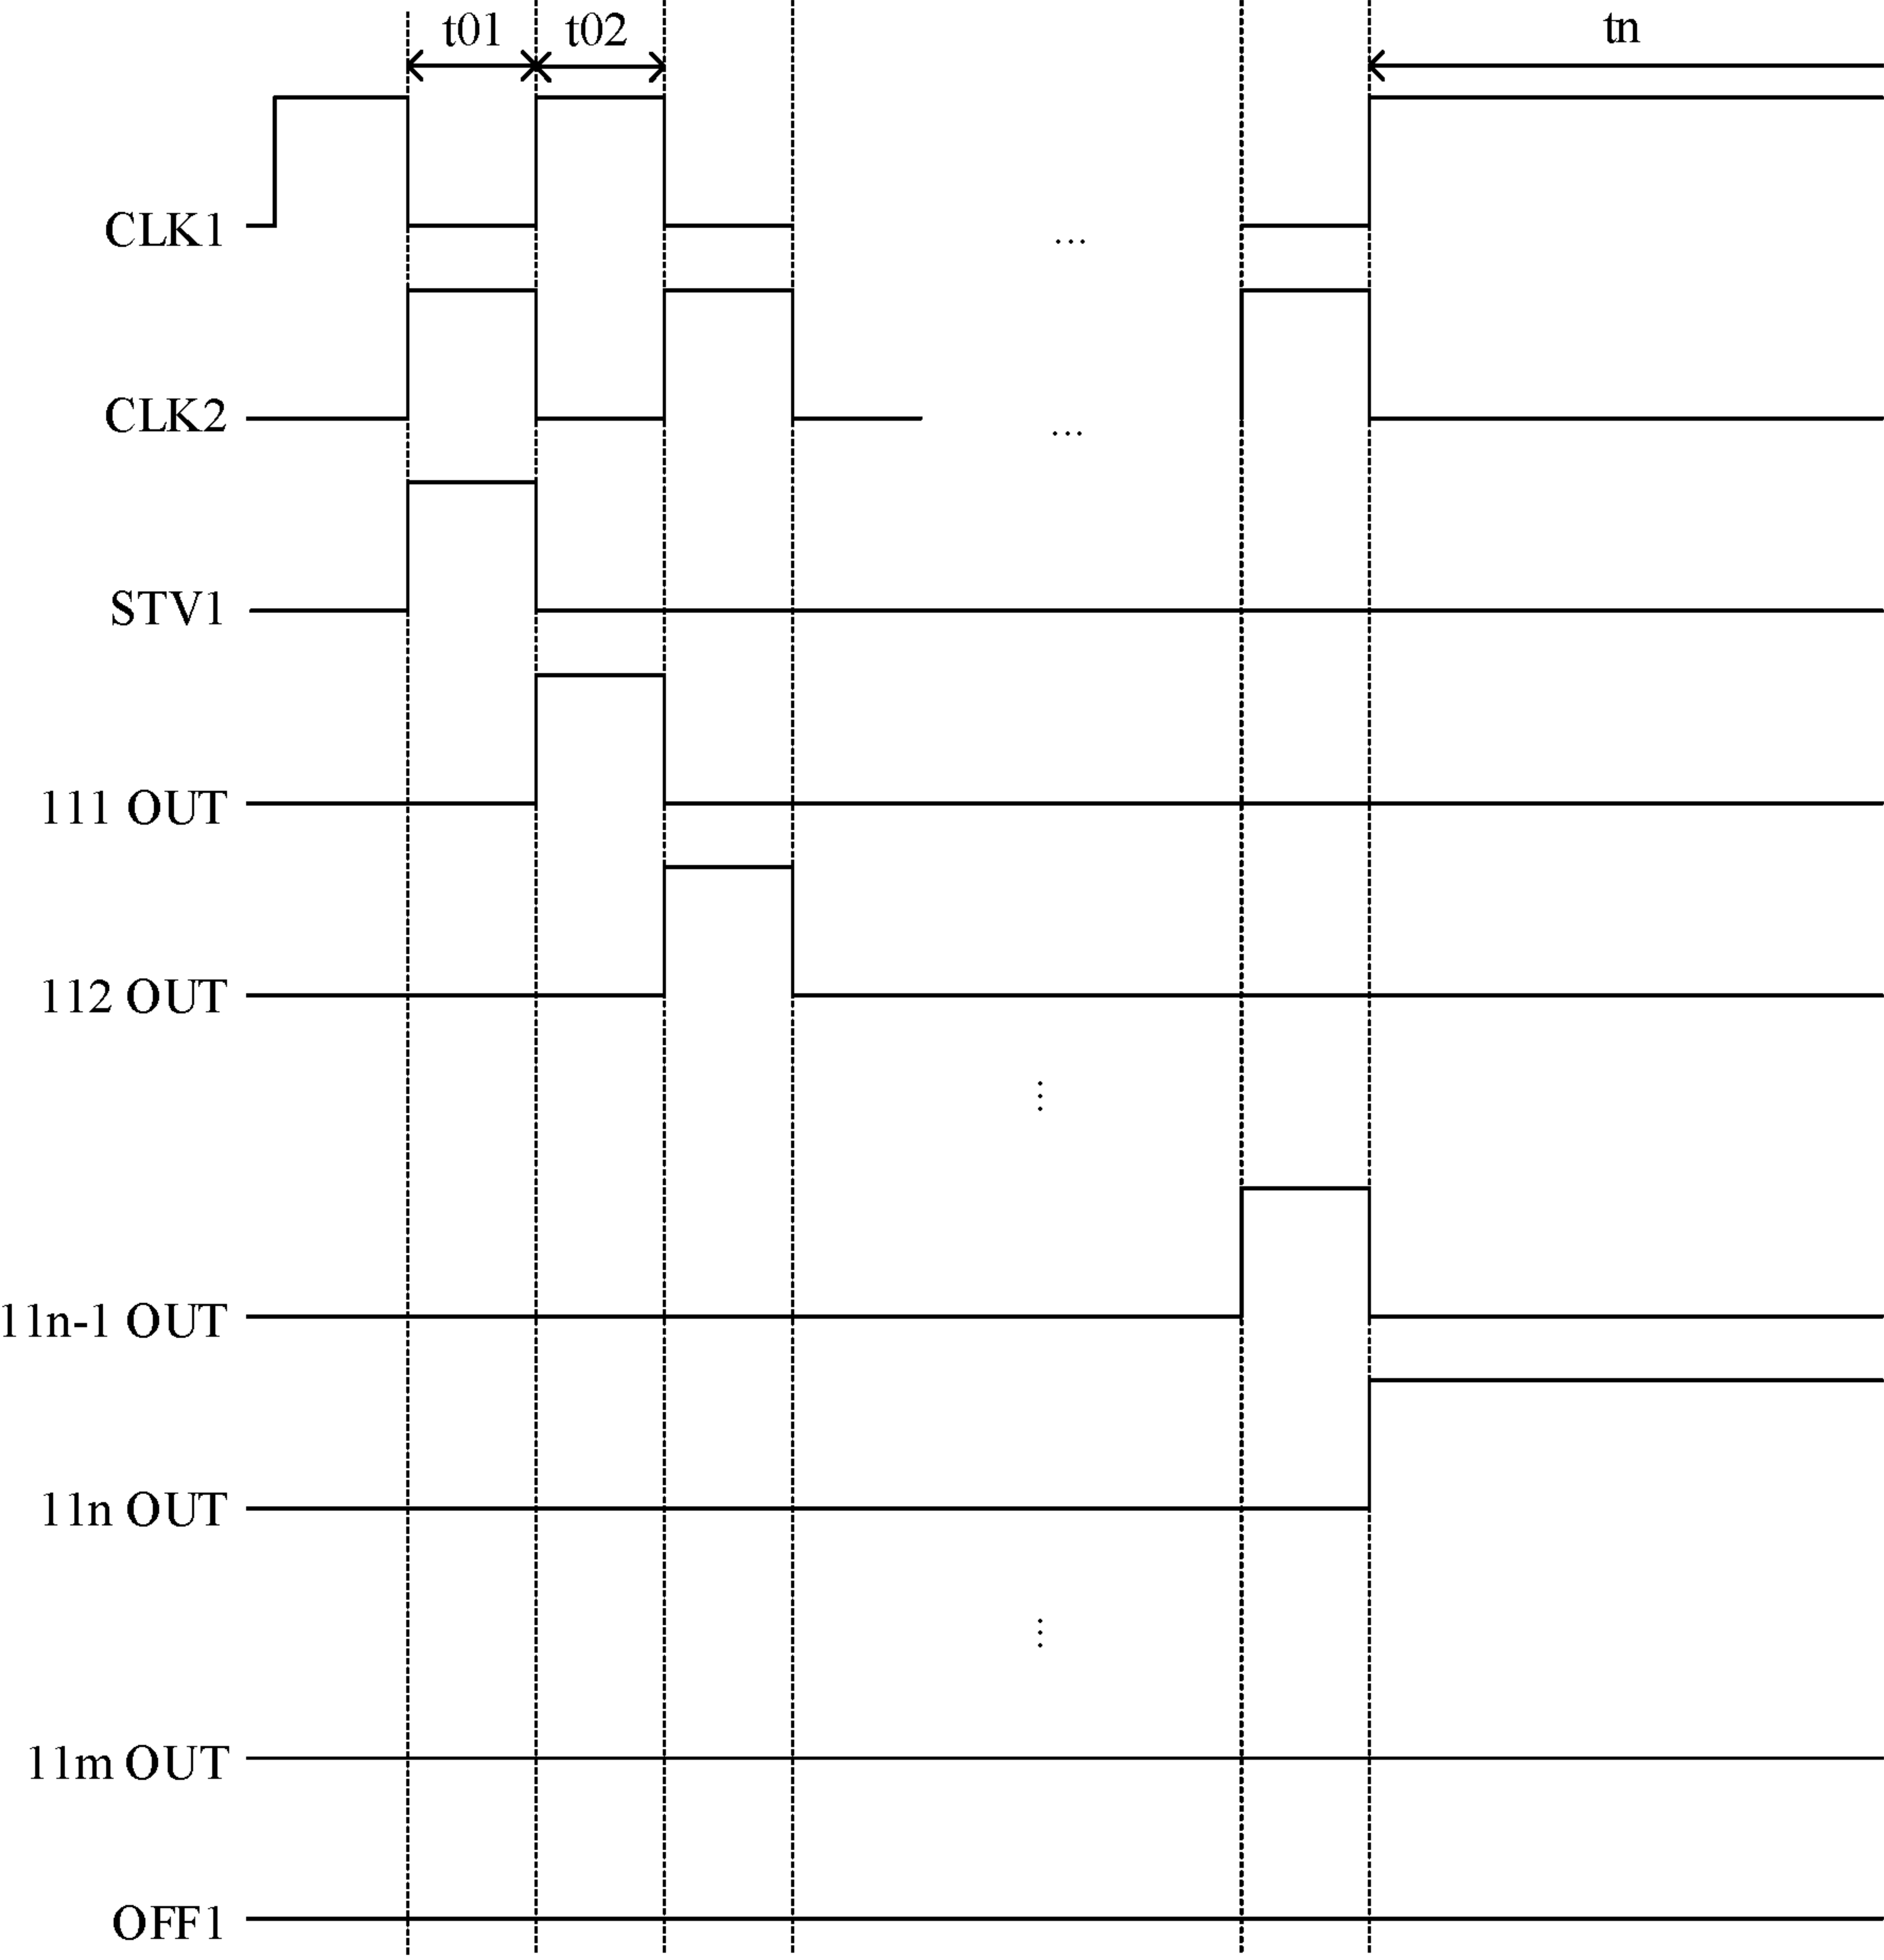 t01 t02 tn
CLK1
...
CLK2
...
STV1
111 OUT
112 OUT
⋮
11n-1 OUT
11n OUT
⋮
11m OUT
OFF1